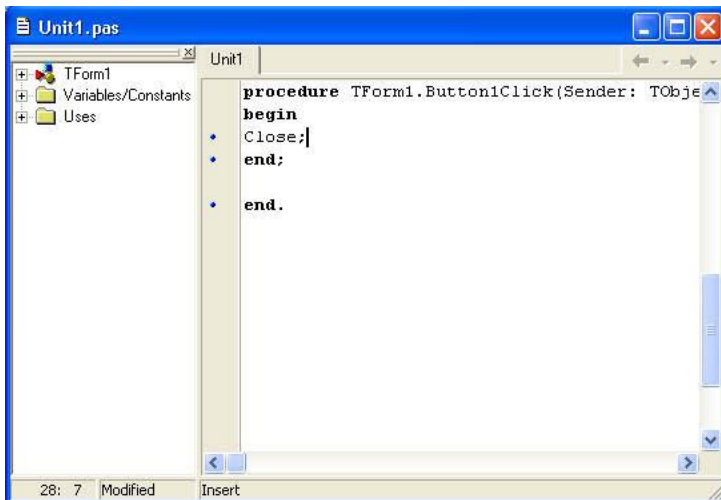 Unit1.pas
TForm1
Variables/Constants
Uses
Unit1
procedure TForm1.Button1Click(Sender: TObje
begin
Close;
end;
end.
28: 7 Modified Insert